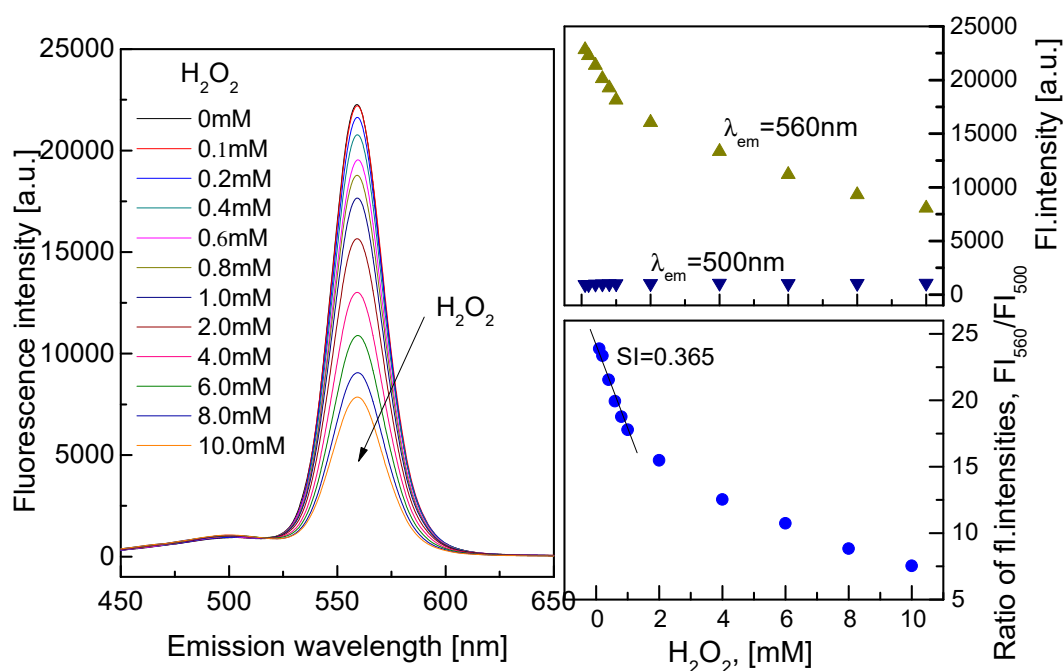 25000
20000
15000
10000
5000
0
Fluorescence intensity [a.u.]
H₂O₂
0mM
0.1mM
0.2mM
0.4mM
0.6mM
0.8mM
1.0mM
2.0mM
4.0mM
6.0mM
8.0mM
10.0mM
H₂O₂
450 500 550 600 650
Emission wavelength [nm]
λem=560nm
λem=500nm
25000
20000
15000
10000
5000
0
Fl.intensity [a.u.]
SI=0.365
25
20
15
10
5
Ratio of fl.intensities, FI₅₆₀/FI₅₀₀
0 2 4 6 8 10
H₂O₂, [mM]